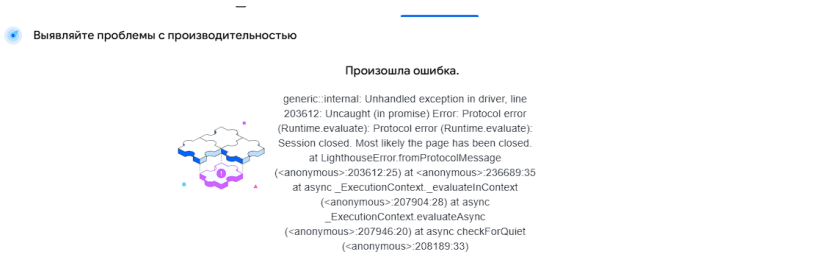 Выявляйте проблемы с производительностью
Произошла ошибка.
generic::internal: Unhandled exception in driver, line
203612: Uncaught (in promise) Error: Protocol error
(Runtime.evaluate): Protocol error (Runtime.evaluate):
Session closed. Most likely the page has been closed.
at LighthouseError.fromProtocolMessage
(<anonymous>:203612:25) at <anonymous>:236689:35
at async _ExecutionContext._evaluateInContext
(<anonymous>:207904:28) at async
_ExecutionContext.evaluateAsync
(<anonymous>:207946:20) at async checkForQuiet
(<anonymous>:208189:33)